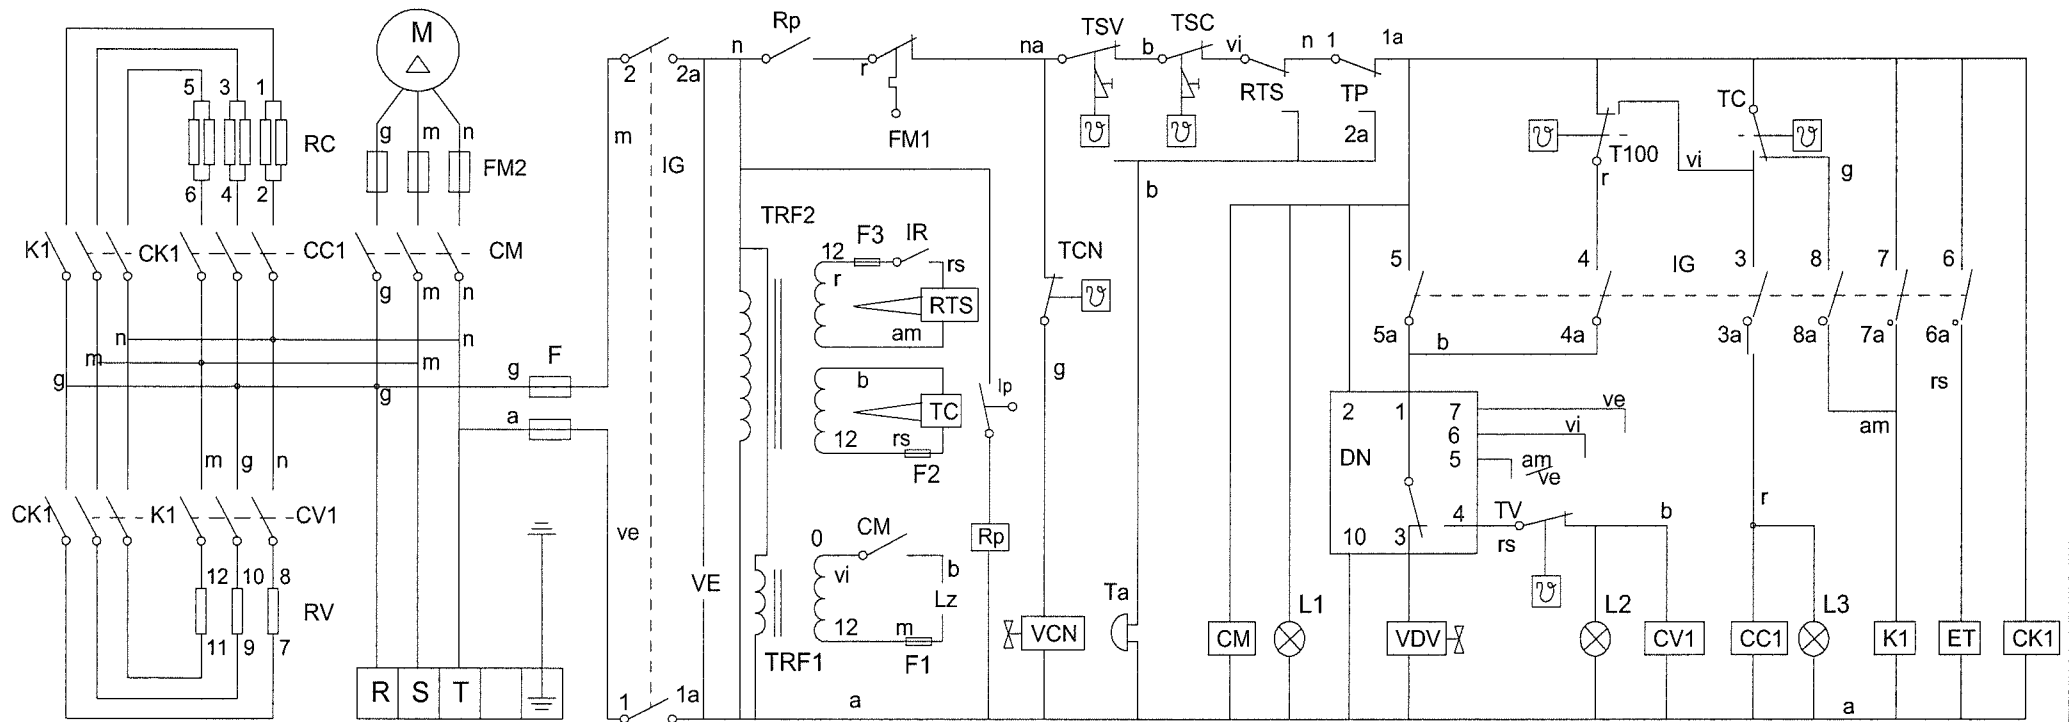 M
Rp
TSV
TSC
n
r
na
b
vi
n
1
1a
2
2a
RTS
TP
2a
5
3
1
RC
6
4
2
g
m
n
FM2
m
IG
FM1
ϑ
ϑ
ϑ
T100
r
vi
TC
ϑ
g
b
K1
CK1
CC1
CM
g
m
n
TRF2
12
F3
IR
r
rs
RTS
am
TCN
ϑ
5
4
IG
3
8
7
6
5a
4a
3a
8a
7a
6a
b
n
n
m
m
g
g
g
F
a
b
TC
12
rs
F2
Ip
g
rs
am
2
1
7
6
5
DN
10
3
4
ve
vi
am
ve
m
g
n
CK1
K1
CV1
ve
VE
0
CM
vi
b
Lz
12
m
F1
TRF1
Rp
TV
rs
ϑ
b
r
12
10
8
RV
11
9
7
R
S
T
1
1a
a
VCN
Ta
CM
L1
VDV
L2
CV1
CC1
L3
K1
ET
CK1
a